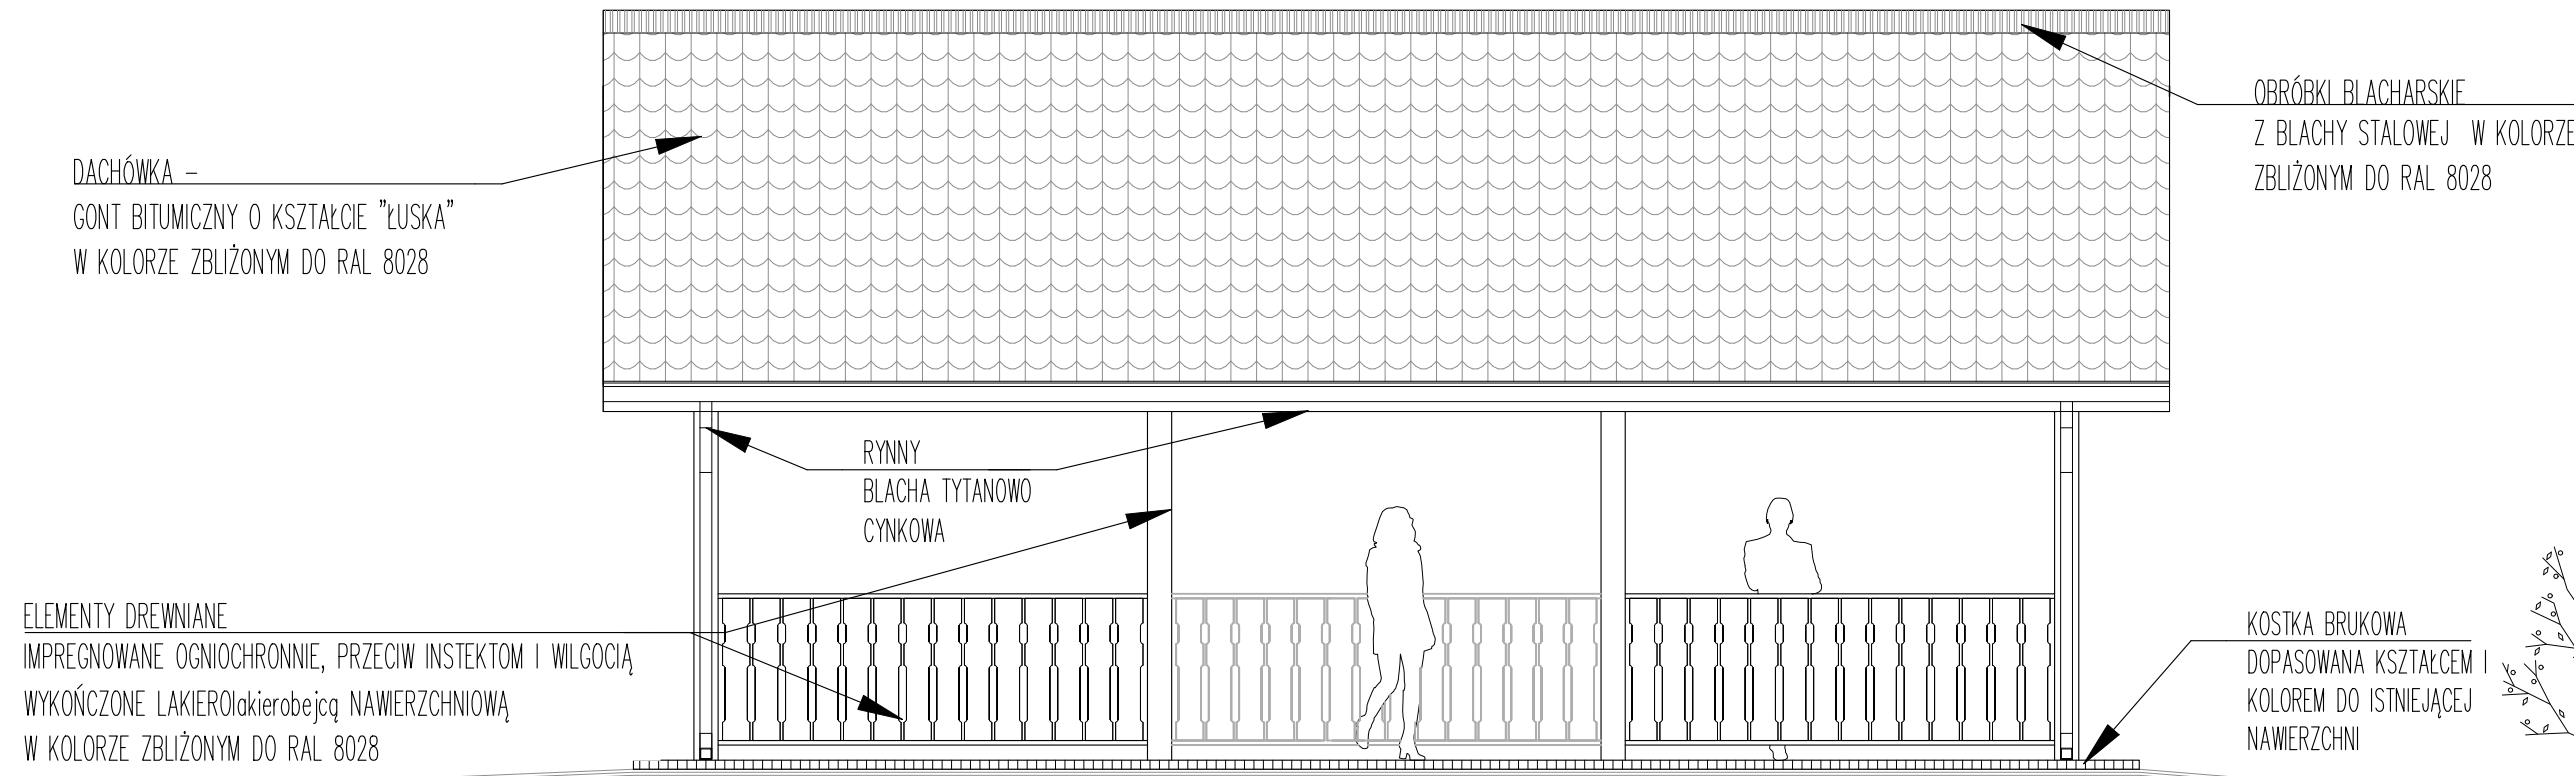 DACHÓWKA –
GONT BITUMICZNY O KSZTAŁCIE "ŁUSKA"
W KOLORZE ZBLIŻONYM DO RAL 8028
OBRÓBKI BLACHARSKIE
Z BLACHY STALOWEJ W KOLORZE
ZBLIŻONYM DO RAL 8028
RYNNY
BLACHA TYTANOWO
CYNKOWA
ELEMENTY DREWNIANE
IMPREGNOWANE OGNIOCHRONNIE, PRZECIW INSTEKTOM I WILGOCIĄ
WYKOŃCZONE LAKIEROlakierobejcą NAWIERZCHNIOWĄ
W KOLORZE ZBLIŻONYM DO RAL 8028
KOSTKA BRUKOWA
DOPASOWANA KSZTAŁCEM I
KOLOREM DO ISTNIEJĄCEJ
NAWIERZCHNI